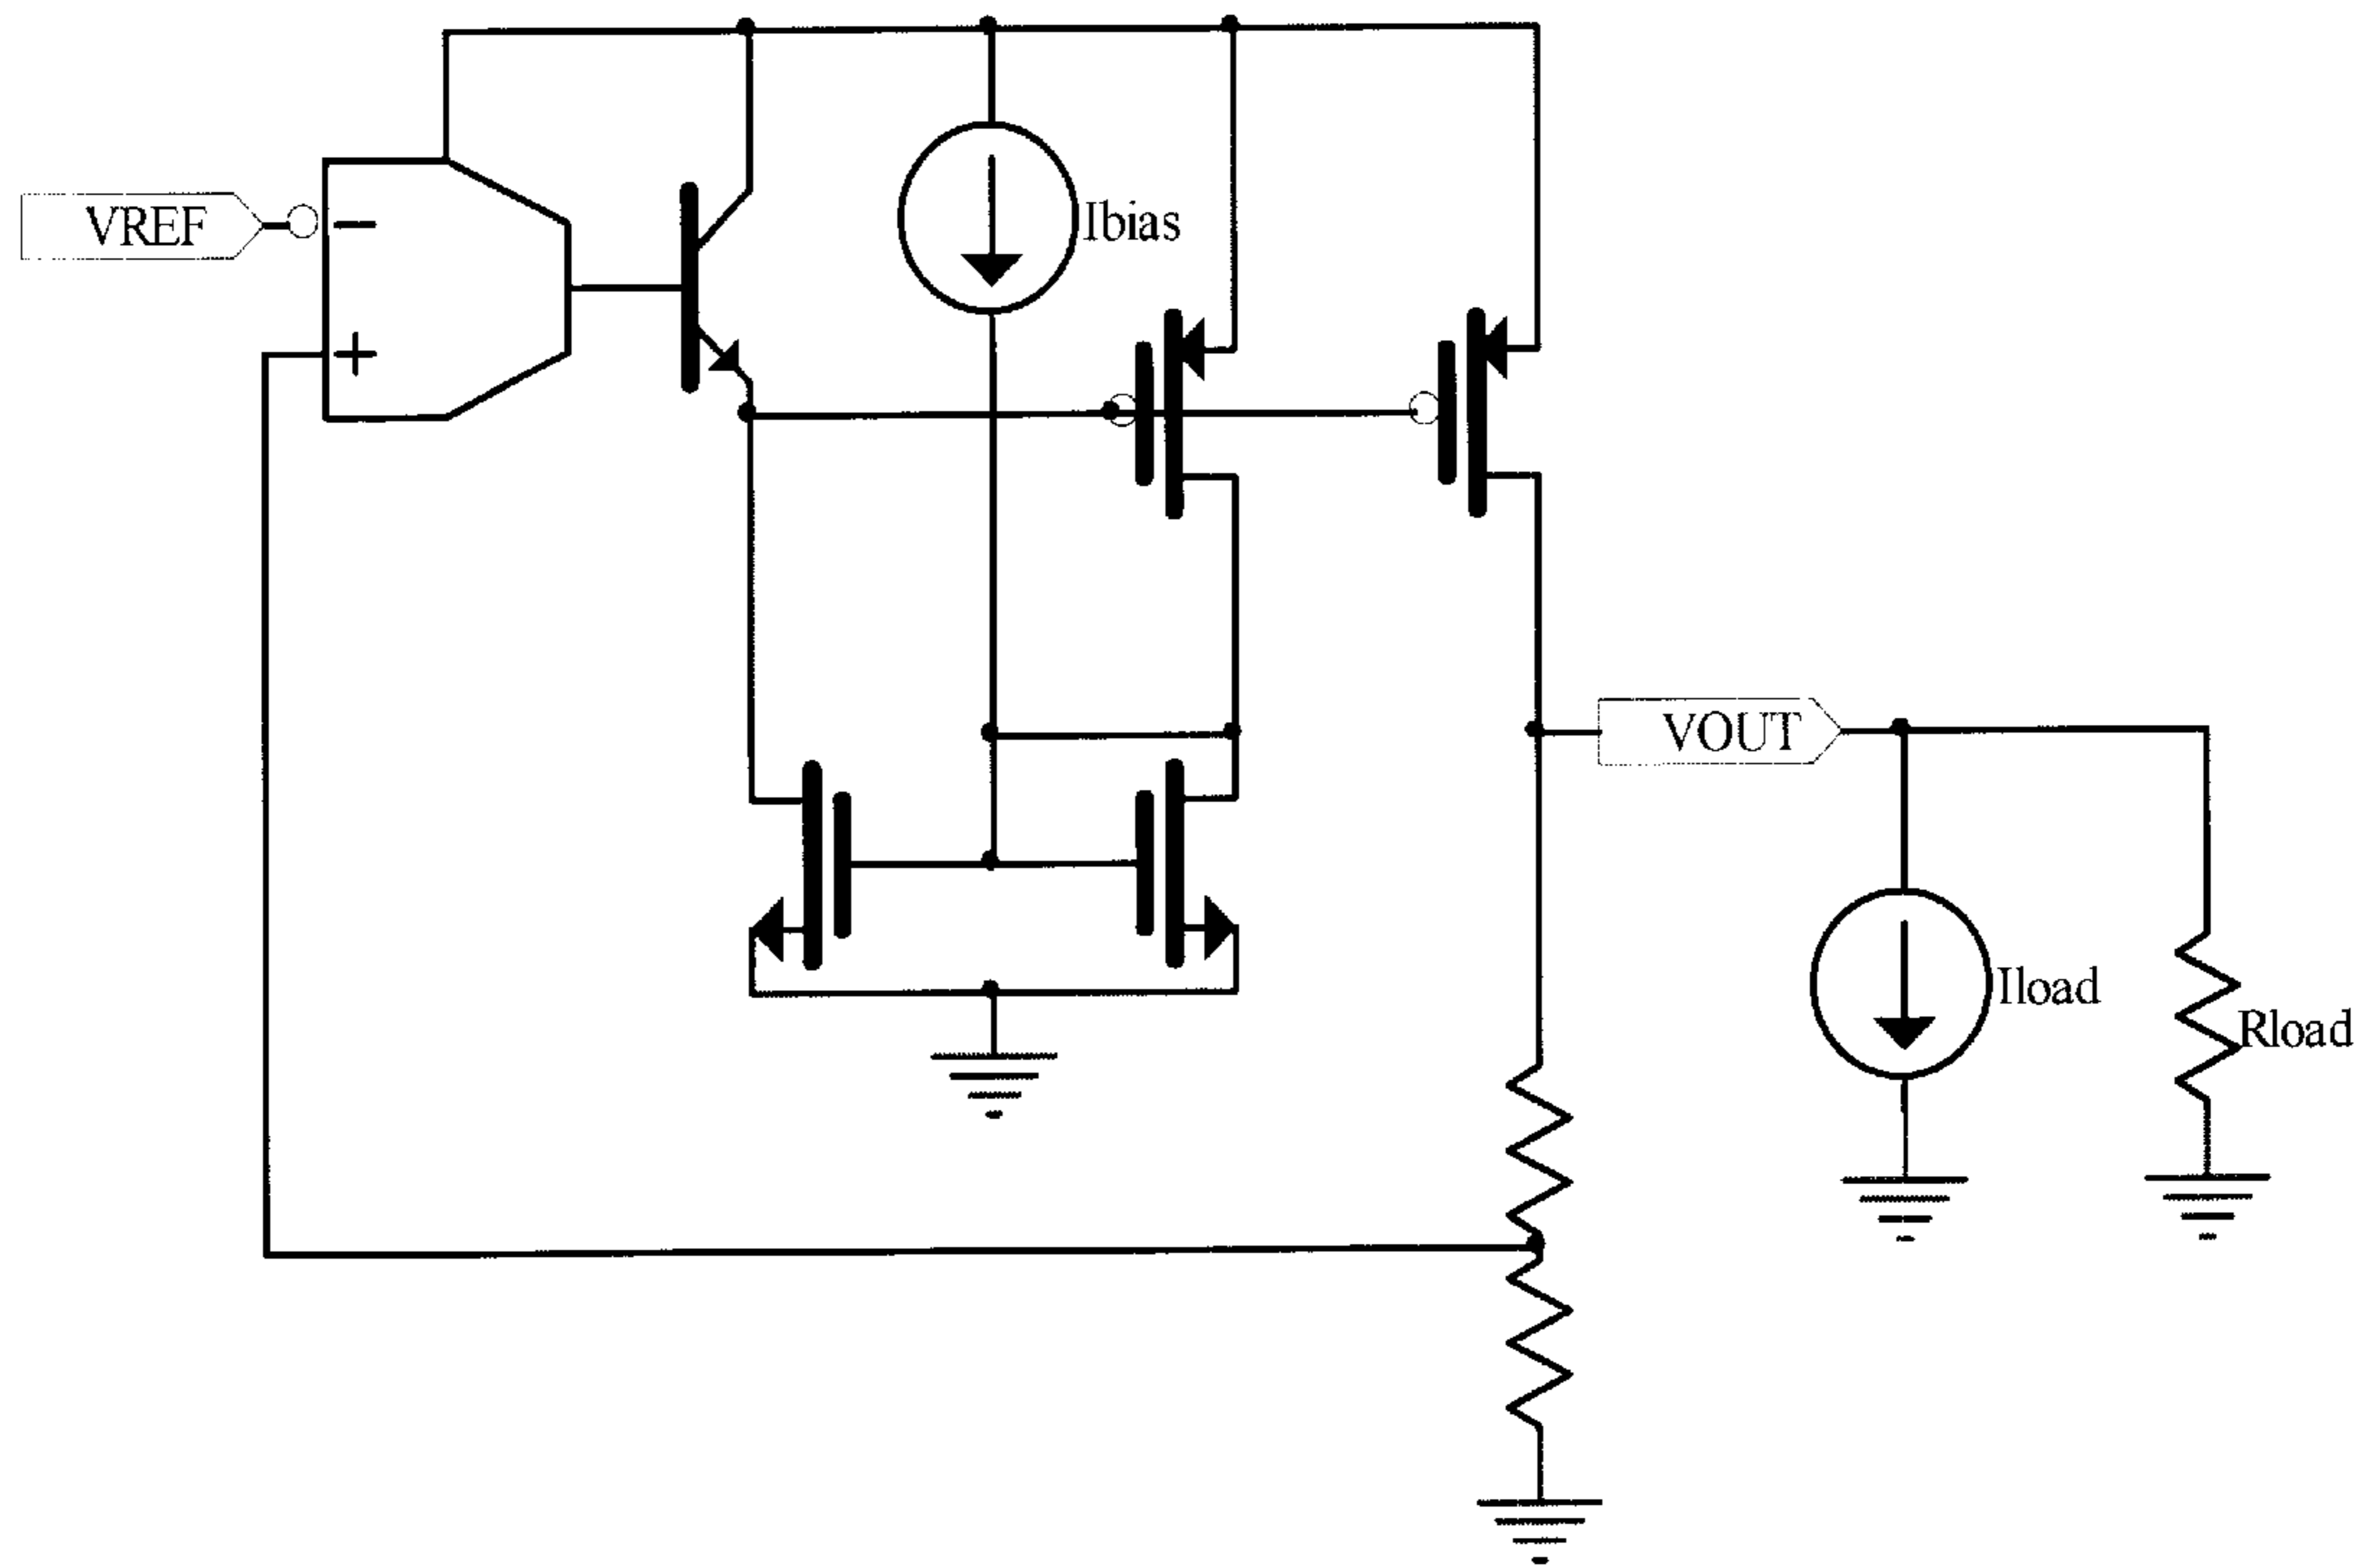 VREF
−
+
Ibias
VOUT
Iload
Rload